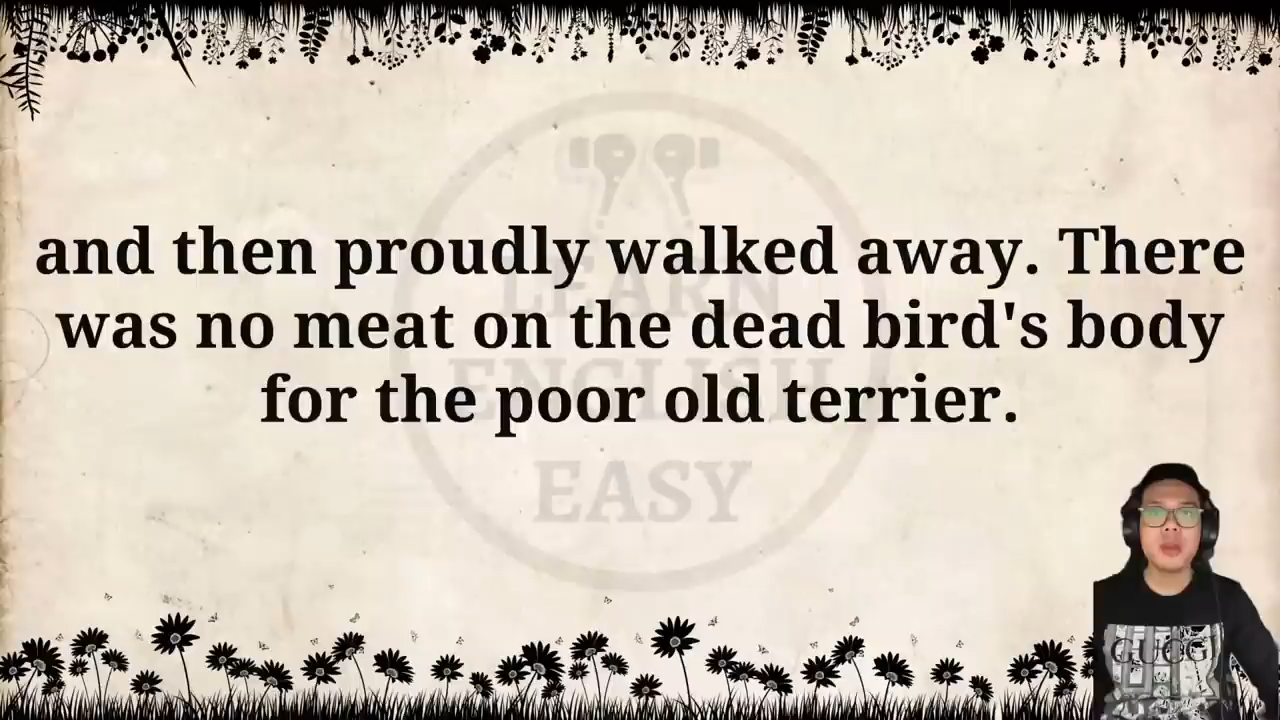 and then proudly walked away. There
was no meat on the dead bird's body
for the poor old terrier.
LEARN
ENGLISH
EASY
GUCCI